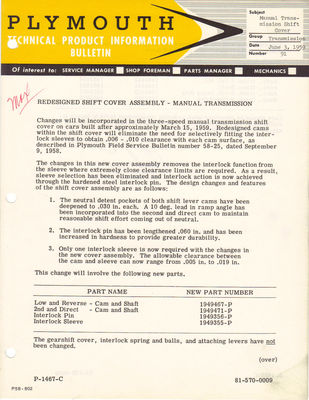 PLYMOUTH
TECHNICAL PRODUCT INFORMATION
BULLETIN
Subject
Manual Trans-
mission Shift
Cover
Group Transmission
Date June 3, 1959
Number 91
Of interest to: SERVICE MANAGER SHOP FOREMAN PARTS MANAGER MECHANICS
REDESIGNED SHIFT COVER ASSEMBLY - MANUAL TRANSMISSION
Changes will be incorporated in the three-speed manual transmission shift
cover on cars built after approximately March 15, 1959. Redesigned cams
within the shift cover will eliminate the need for selectively fitting the inter-
lock sleeves to obtain .006 - .010 clearance with each cam surface, as
described in Plymouth Field Service Bulletin number 58-25, dated September
9, 1958.
The changes in this new cover assembly removes the interlock function from
the sleeve where extremely close clearance limits are required. As a result,
sleeve selection has been eliminated and interlock action is now achieved
through the hardened steel interlock pin. The design changes and features
of the shift cover assembly are as follows:
1. The neutral detent pockets of both shift lever cams have been
deepened to .030 in. each. A 10 deg. lead in ramp angle has
been incorporated into the second and direct cam to maintain
reasonable shift effort coming out of neutral.
2. The interlock pin has been lengthened .060 in. and has been
increased in hardness to provide greater durability.
3. Only one interlock sleeve is now required with the changes in
the new cover assembly. The allowable clearance between
the cam and sleeve can now range from .005 in. to .019 in.
This change will involve the following new parts.
PART NAME NEW PART NUMBER
Low and Reverse - Cam and Shaft 1949467-P
2nd and Direct - Cam and Shaft 1949471-P
Interlock Pin 1949356-P
Interlock Sleeve 1949355-P
The gearshift cover, interlock spring and balls, and attaching levers have not
been changed.
(over)
P-1467-C 81-570-0009
PSB-802